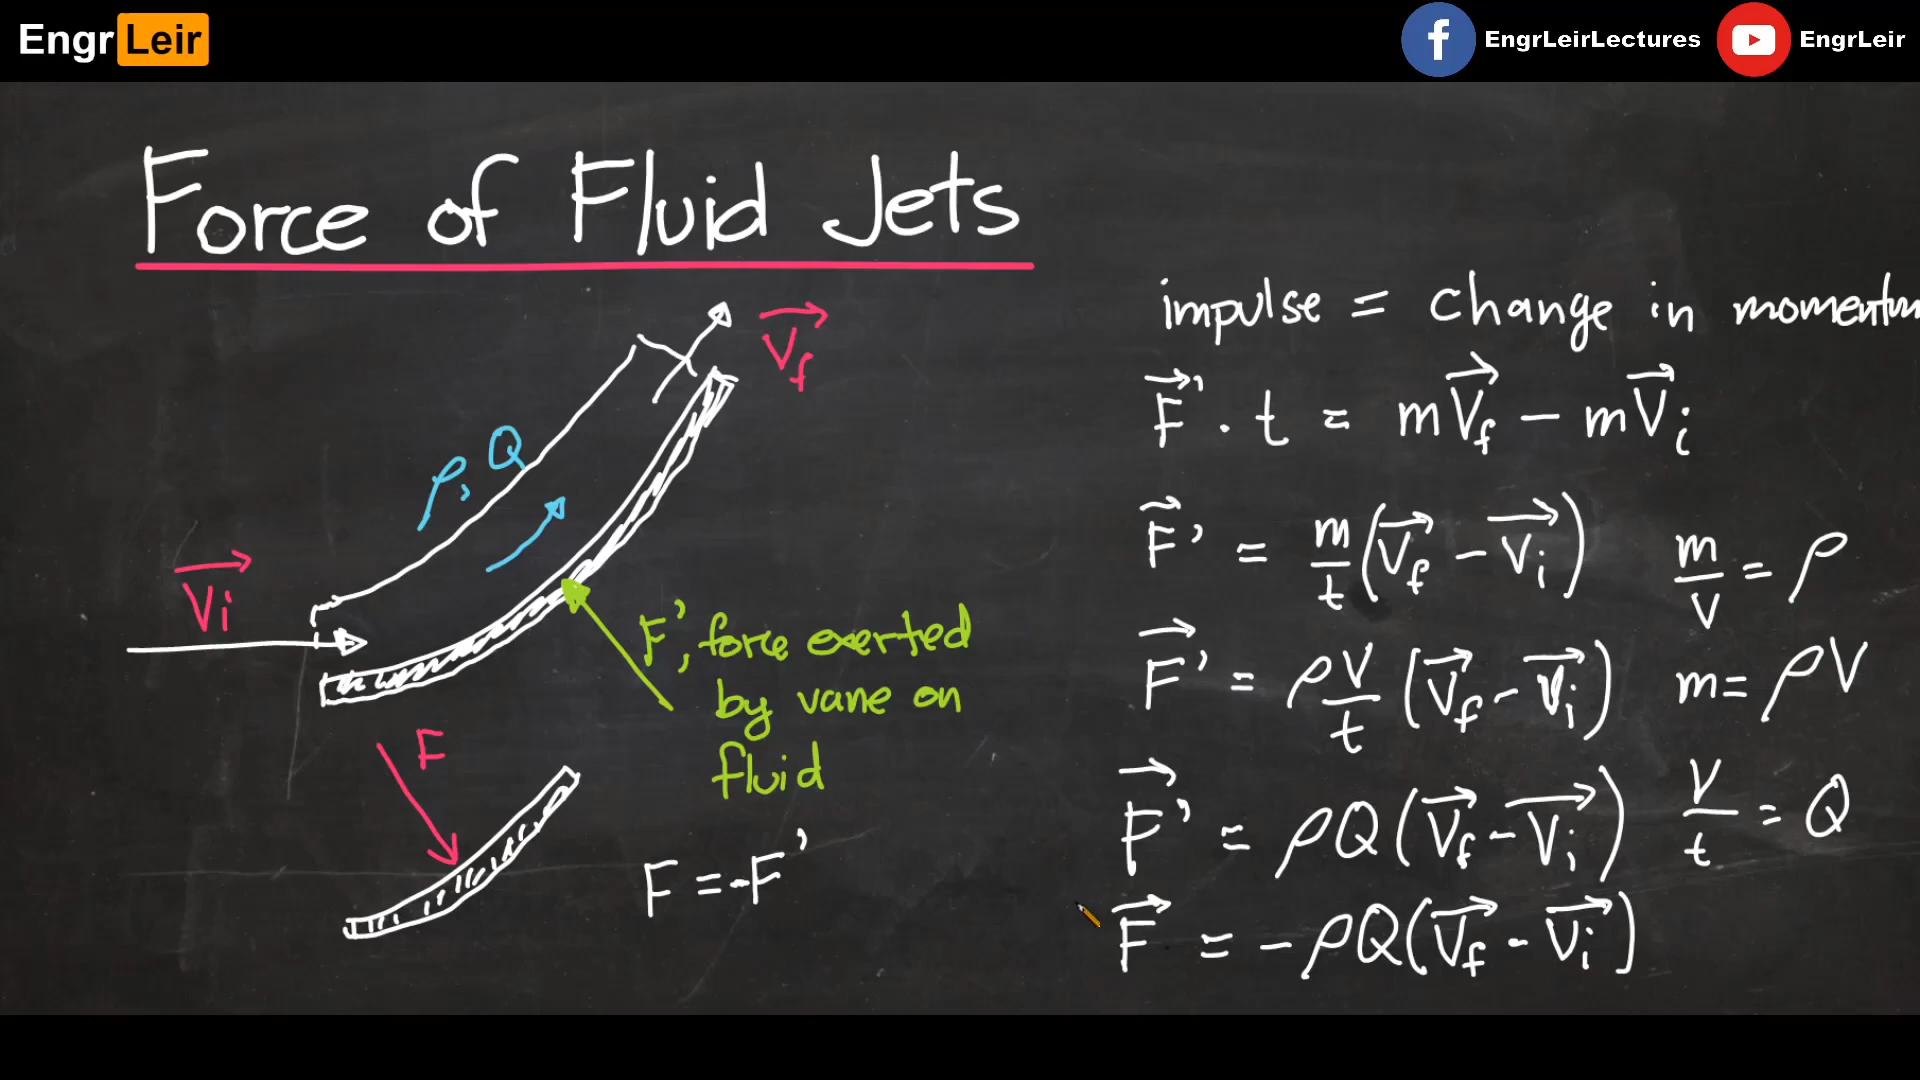 EngrLeir
EngrLeirLectures
EngrLeir
Force of Fluid Jets
Vf
ρ, Q
Vi
F', force exerted
by vane on
fluid
F
F = -F'
impulse = change in momentum
F' · t = mVf - mVi
F' = m/t (Vf - Vi)
m/V = ρ
F' = ρ V/t (Vf - Vi)
m = ρV
F' = ρQ(Vf - Vi)
V/t = Q
F = -ρQ(Vf - Vi)